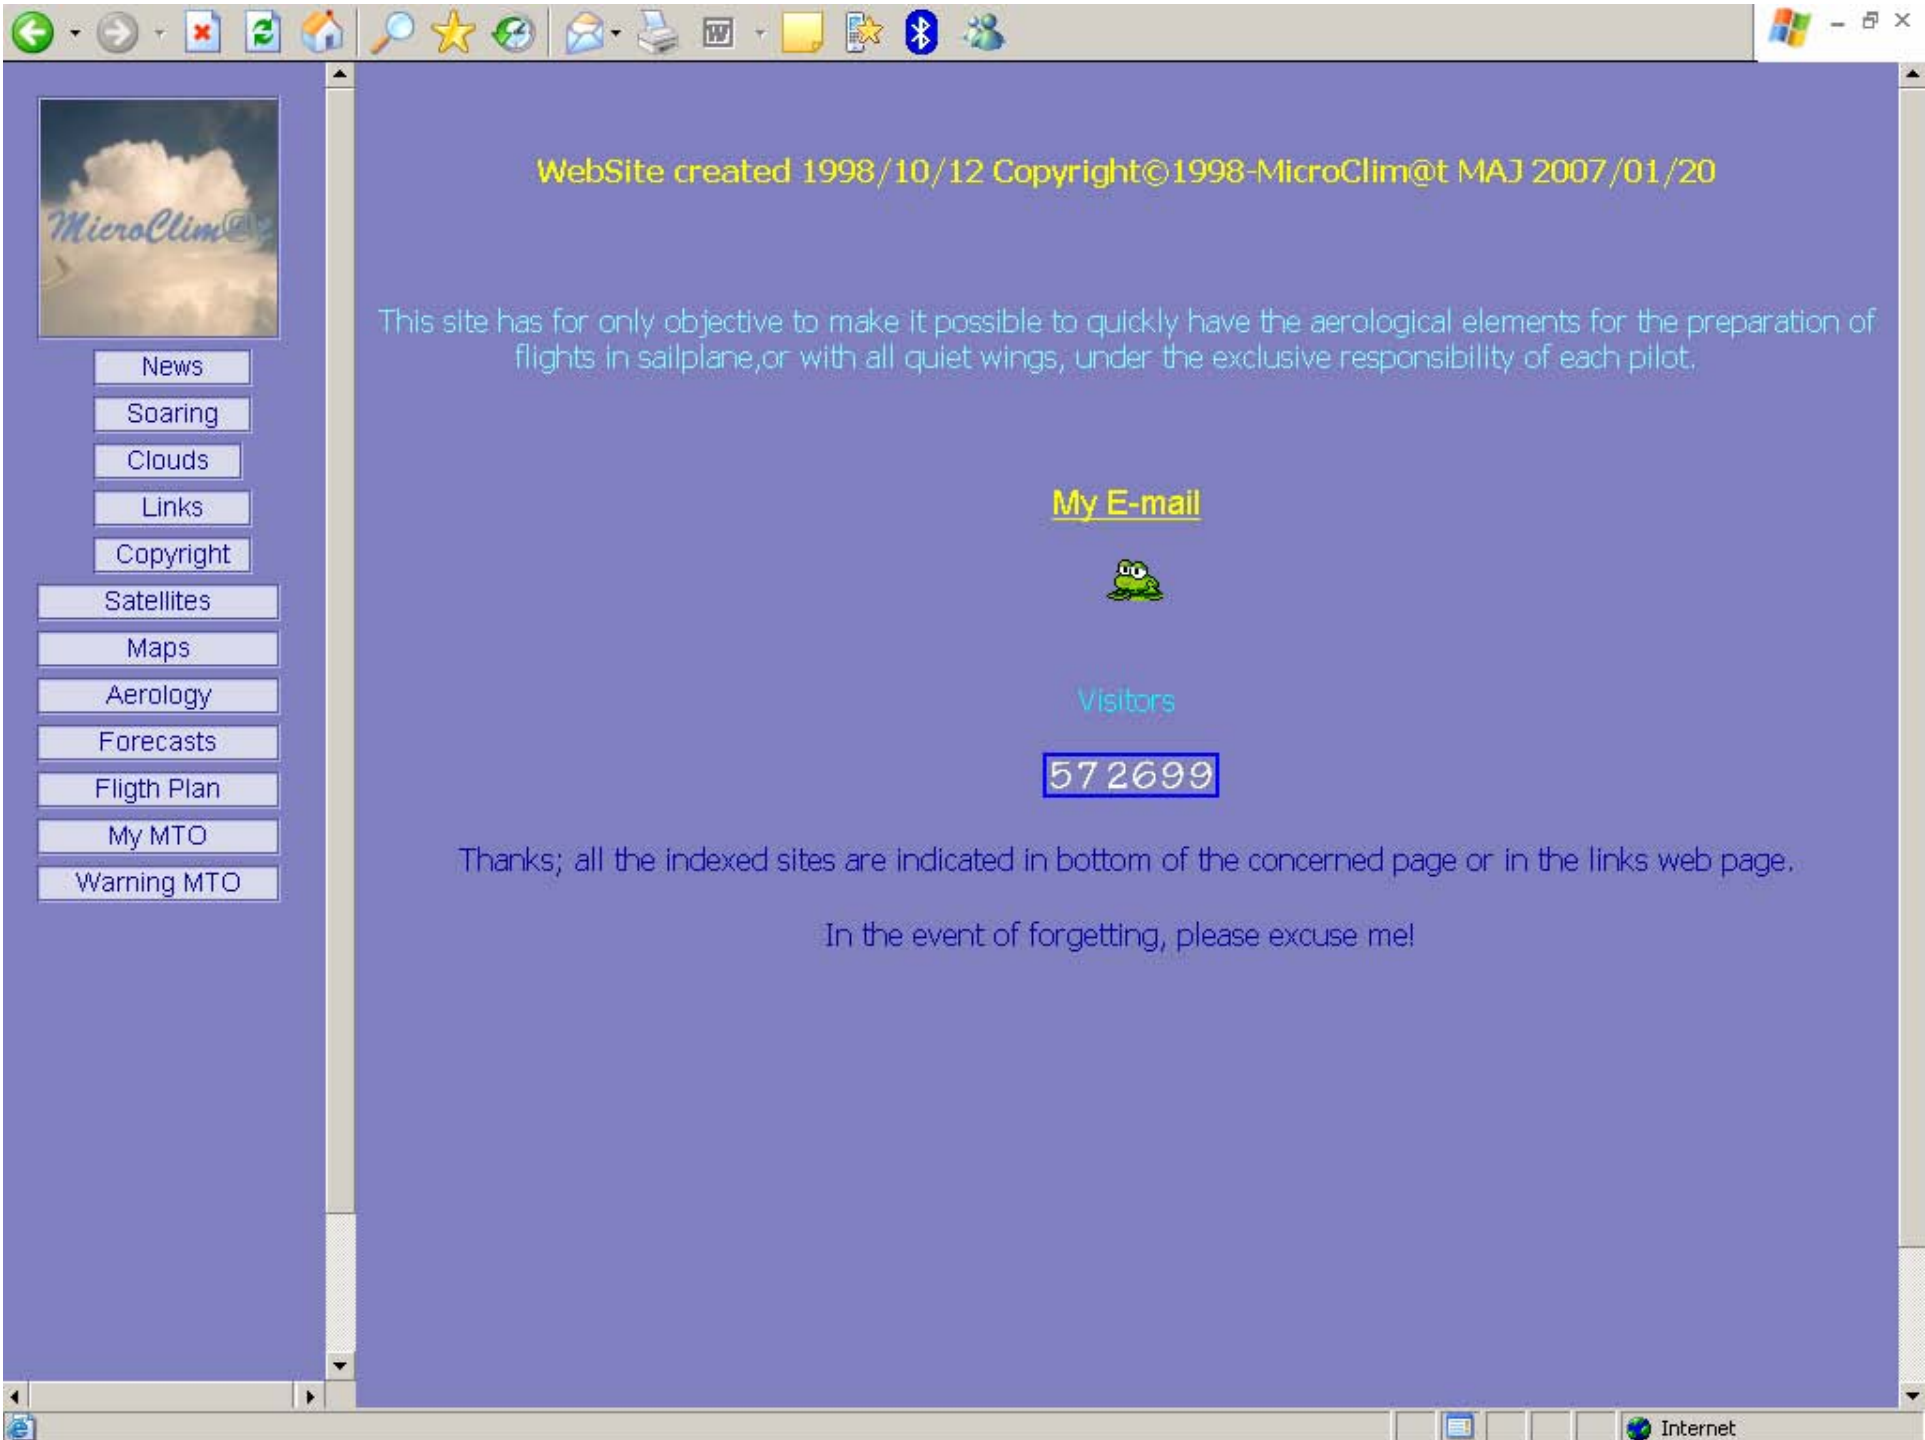 MicroClim@t
News
Soaring
Clouds
Links
Copyright
Satellites
Maps
Aerology
Forecasts
Fligth Plan
My MTO
Warning MTO
WebSite created 1998/10/12 Copyright©1998-MicroClim@t MAJ 2007/01/20
This site has for only objective to make it possible to quickly have the aerological elements for the preparation of
flights in sailplane,or with all quiet wings, under the exclusive responsibility of each pilot.
My E-mail
Visitors
572699
Thanks; all the indexed sites are indicated in bottom of the concerned page or in the links web page.
In the event of forgetting, please excuse me!
Internet